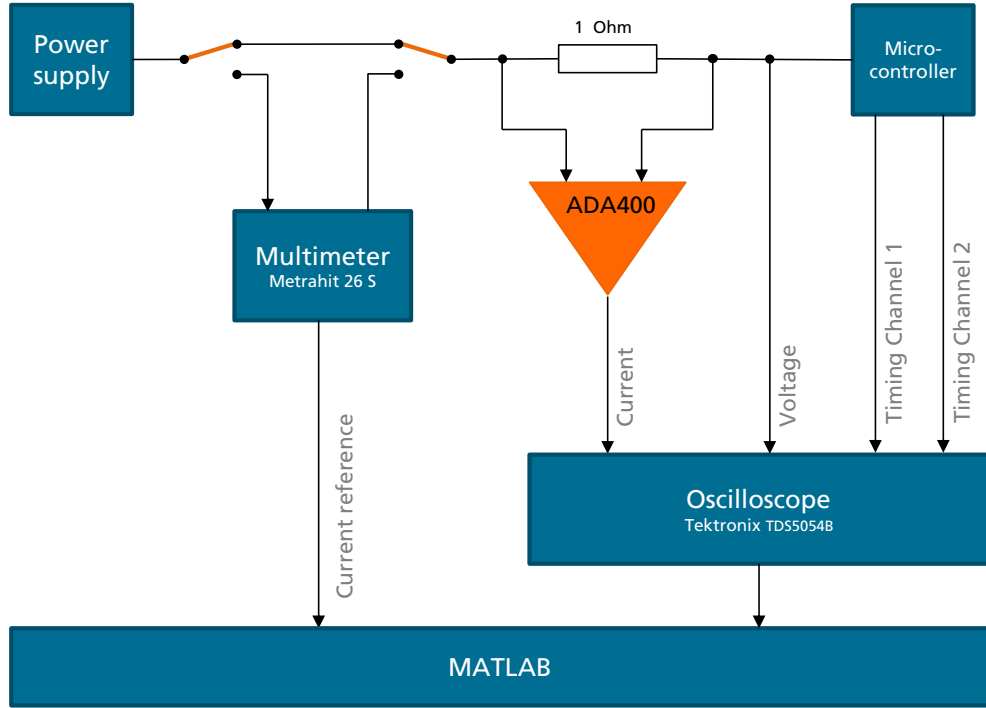 Power
supply
1 Ohm
Micro-
controller
ADA400
Multimeter
Metrahit 26 S
Current reference
Current
Voltage
Timing Channel 1
Timing Channel 2
Oscilloscope
Tektronix TDS5054B
MATLAB